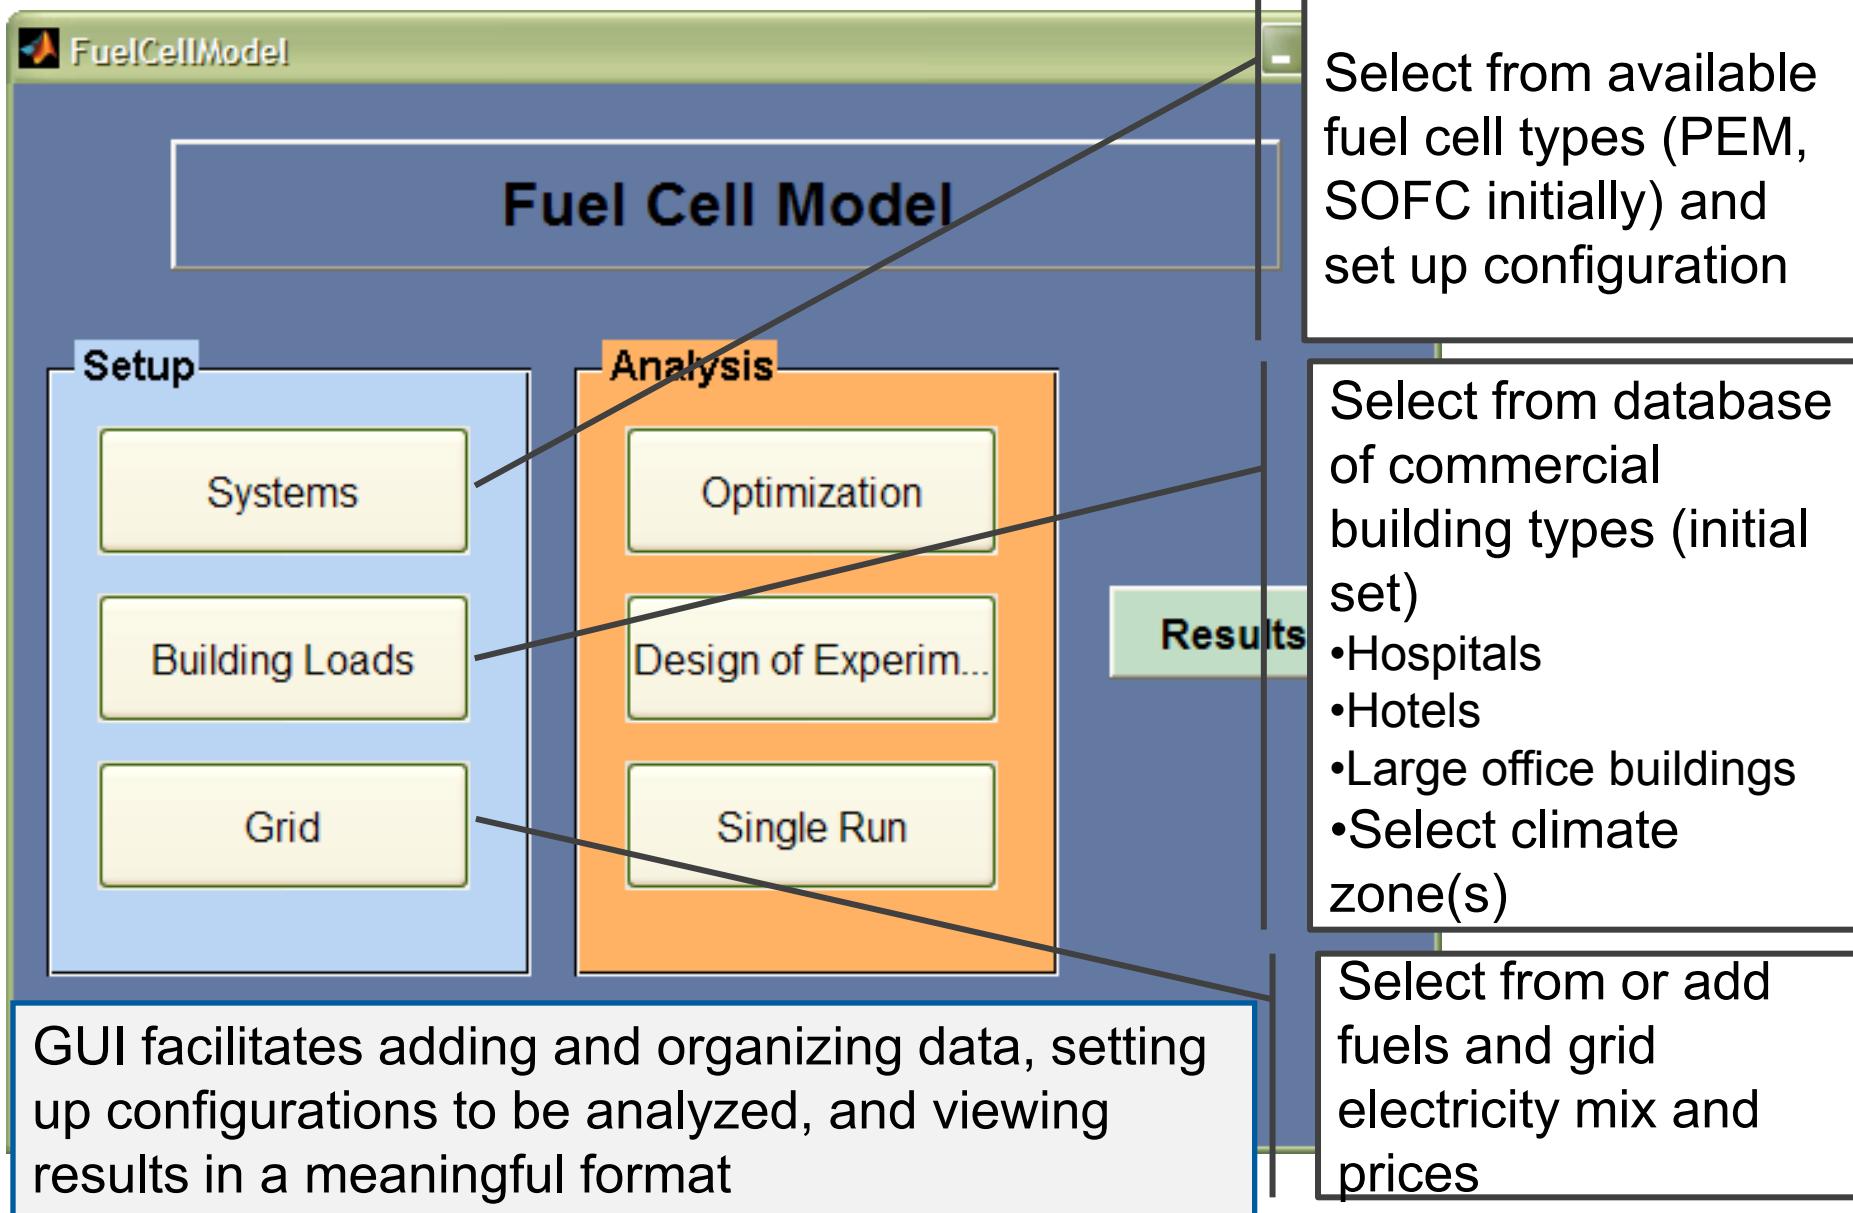 FuelCellModel
Fuel Cell Model
Setup
Systems
Building Loads
Grid
Analysis
Optimization
Design of Experim...
Single Run
Results
Select from available
fuel cell types (PEM,
SOFC initially) and
set up configuration
Select from database
of commercial
building types (initial
set)
•Hospitals
•Hotels
•Large office buildings
•Select climate
zone(s)
Select from or add
fuels and grid
electricity mix and
prices
GUI facilitates adding and organizing data, setting
up configurations to be analyzed, and viewing
results in a meaningful format